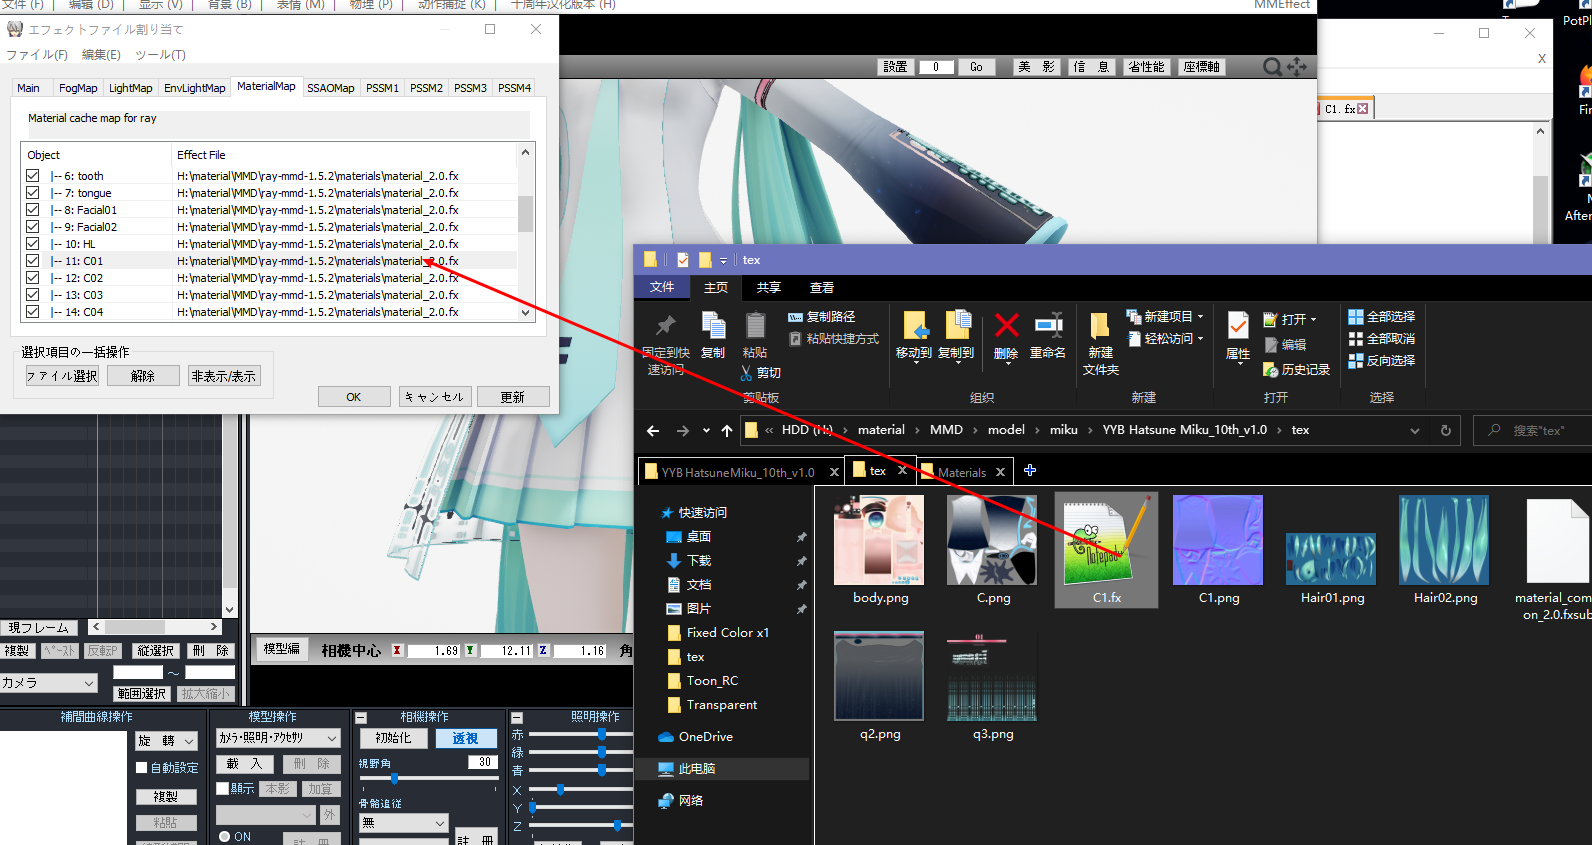 文件 (F) | 编辑 (D) | 显示 (V) | 背景 (B) | 表情 (M) | 物理 (P) | 动作捕捉 (K) | 十周年汉化版本 (H)
MMEffect
エフェクトファイル割り当て
ファイル(F) 編集(E) ツール(T)
Main FogMap LightMap EnvLightMap MaterialMap SSAOMap PSSM1 PSSM2 PSSM3 PSSM4
Material cache map for ray
Object Effect File
|-- 6: tooth H:\material\MMD\ray-mmd-1.5.2\materials\material_2.0.fx
|-- 7: tongue H:\material\MMD\ray-mmd-1.5.2\materials\material_2.0.fx
|-- 8: Facial01 H:\material\MMD\ray-mmd-1.5.2\materials\material_2.0.fx
|-- 9: Facial02 H:\material\MMD\ray-mmd-1.5.2\materials\material_2.0.fx
|-- 10: HL H:\material\MMD\ray-mmd-1.5.2\materials\material_2.0.fx
|-- 11: C01 H:\material\MMD\ray-mmd-1.5.2\materials\material_2.0.fx
|-- 12: C02 H:\material\MMD\ray-mmd-1.5.2\materials\material_2.0.fx
|-- 13: C03 H:\material\MMD\ray-mmd-1.5.2\materials\material_2.0.fx
|-- 14: C04 H:\material\MMD\ray-mmd-1.5.2\materials\material_2.0.fx
選択項目の一括操作
ファイル選択 解除 非表示/表示
OK キャンセル 更新
設置 0 Go 美 影 信 息 省性能 座標軸
C1.fx
X
PotPl
Fir
After
tex
文件 主页 共享 查看
固定到快速访问
复制
粘贴
复制路径
粘贴快捷方式
剪切
剪贴板
移动到 复制到 删除 重命名
组织
新建文件夹
新建项目
轻松访问
新建
属性
打开
编辑
历史记录
打开
全部选择
全部取消
反向选择
选择
« HDD (H:) › material › MMD › model › miku › YYB Hatsune Miku_10th_v1.0 › tex
搜索"tex"
YYB Hatsune Miku_10th_v1.0 tex Materials
快速访问
桌面
下载
文档
图片
Fixed Color x1
tex
Toon_RC
Transparent
OneDrive
此电脑
网络
Notepad++
body.png C.png C1.fx C1.png Hair01.png Hair02.png material_com
on_2.0.fxsub
01
q2.png q3.png
現フレーム
複製 ペースト 反転P 縦選択 刪 除
カメラ
～
範囲選択 拡大縮小
模型編 相機中心 X 1.69 Y 12.11 Z 1.16 角
補間曲線操作
旋 轉
自動設定
複製
粘貼
模型操作
カメラ・照明・アクセサリ
載 入 刪 除
顯示 本影 加算
外
ON
註 冊
相機操作
初始化 透視
視野角 30
骨骼追従
無
註 冊
照明操作
赤
緑
青
X
Y
Z